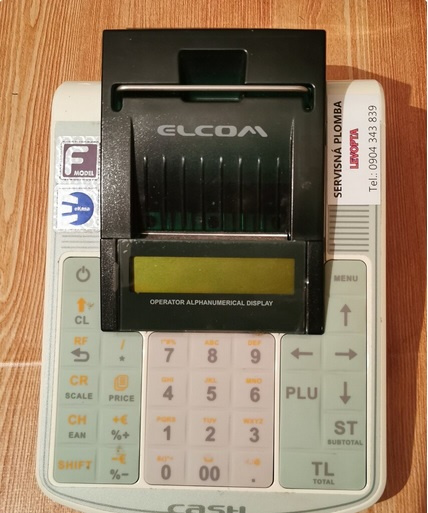 ELCOM
F
MODEL
SERVISNÁ PLOMBA
LEVOPTA
Tel.: 0904 343 839
OPERATOR ALPHANUMERICAL DISPLAY
MENU
CL
RF
/
*
7
ABC
8
DEF
9
CR
SCALE
PRICE
GHI
4
JKL
5
MNO
6
PLU
CH
EAN
+€
%+
PQRS
1
TUV
2
WXYZ
3
ST
SUBTOTAL
SHIFT
-€
%−
0
00
.
TL
TOTAL
cash